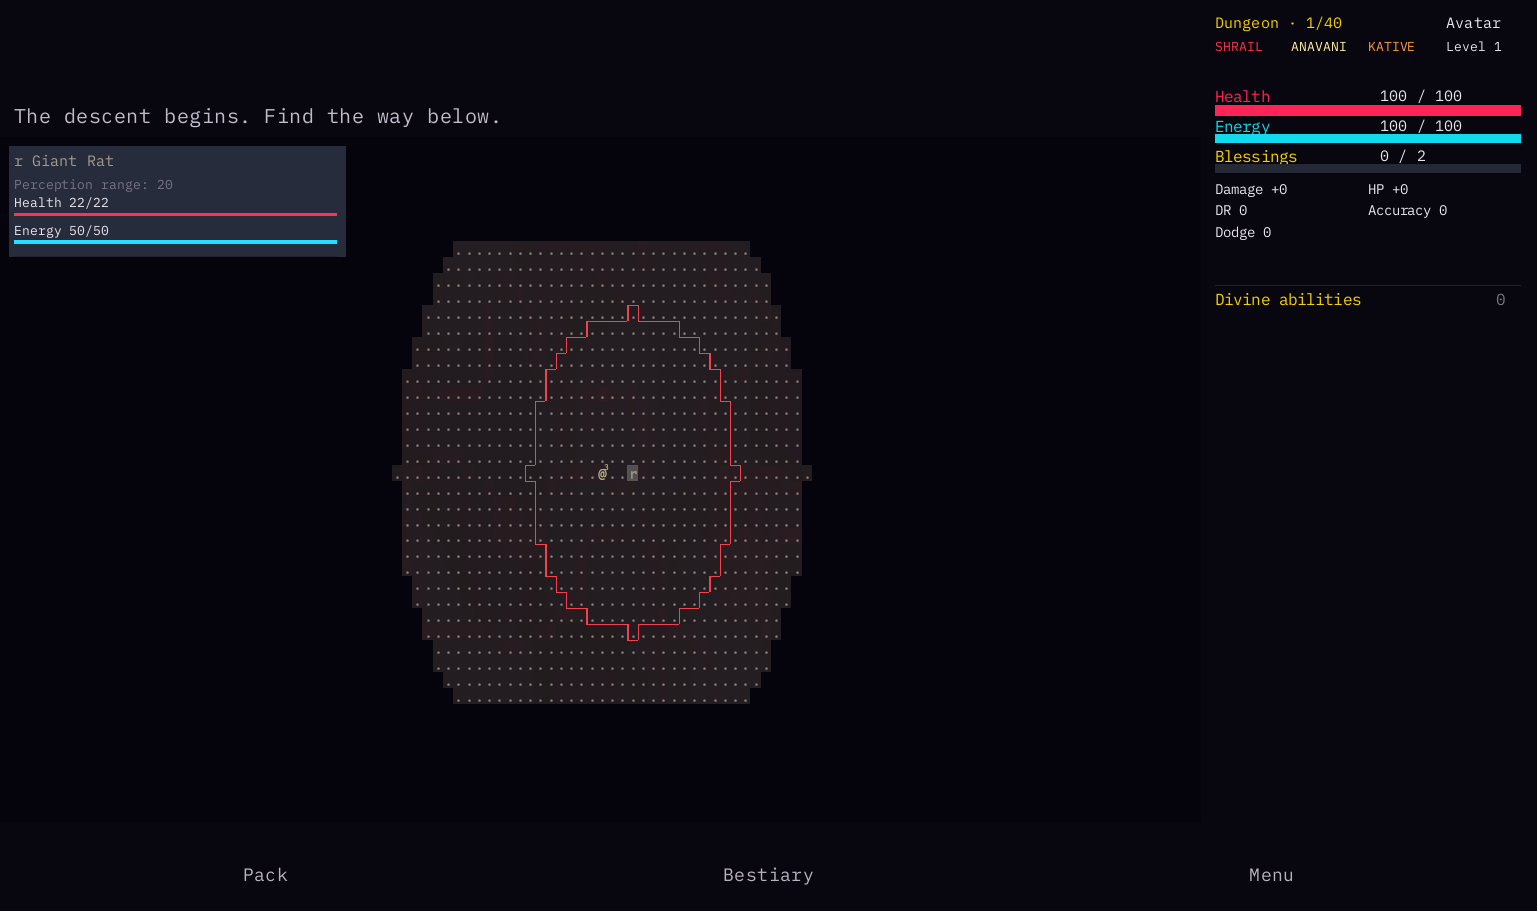 Dungeon · 1/40 Avatar
SHRAIL ANAVANI KATIVE Level 1
Health 100 / 100
Energy 100 / 100
Blessings 0 / 2
Damage +0 HP +0
DR 0 Accuracy 0
Dodge 0
Divine abilities 0
The descent begins. Find the way below.
r Giant Rat
Perception range: 20
Health 22/22
Energy 50/50
@3 r
Pack Bestiary Menu